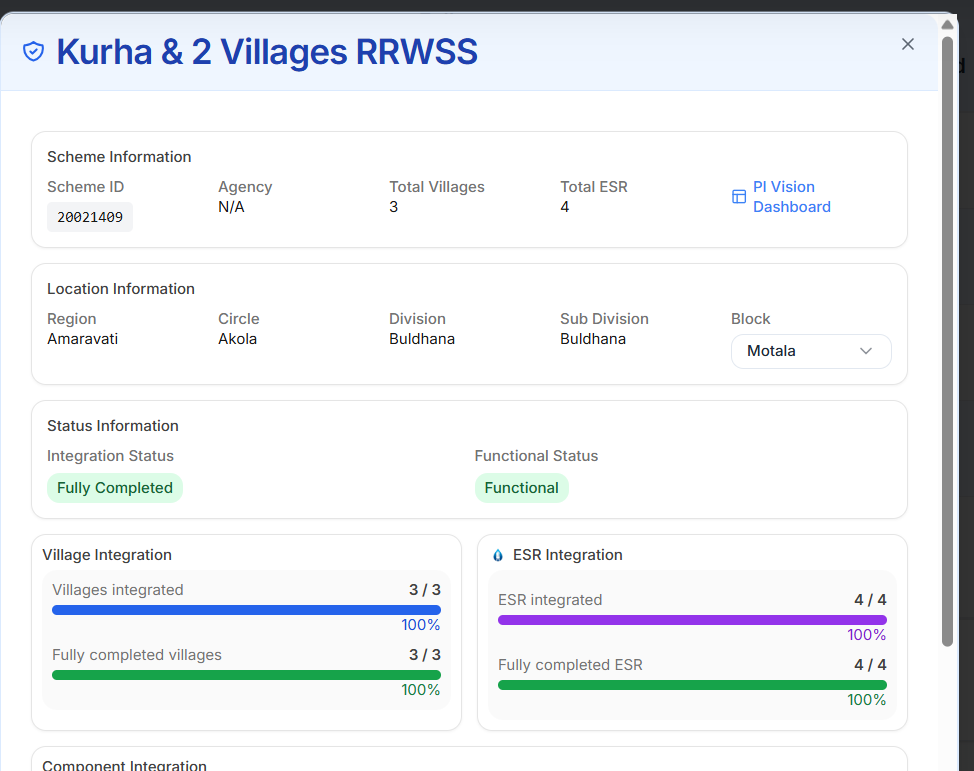 Kurha & 2 Villages RRWSS
Scheme Information
Scheme ID
20021409
Agency
N/A
Total Villages
3
Total ESR
4
PI Vision
Dashboard
Location Information
Region
Amaravati
Circle
Akola
Division
Buldhana
Sub Division
Buldhana
Block
Motala
Status Information
Integration Status
Fully Completed
Functional Status
Functional
Village Integration
Villages integrated 3 / 3
100%
Fully completed villages 3 / 3
100%
ESR Integration
ESR integrated 4 / 4
100%
Fully completed ESR 4 / 4
100%
Component Integration